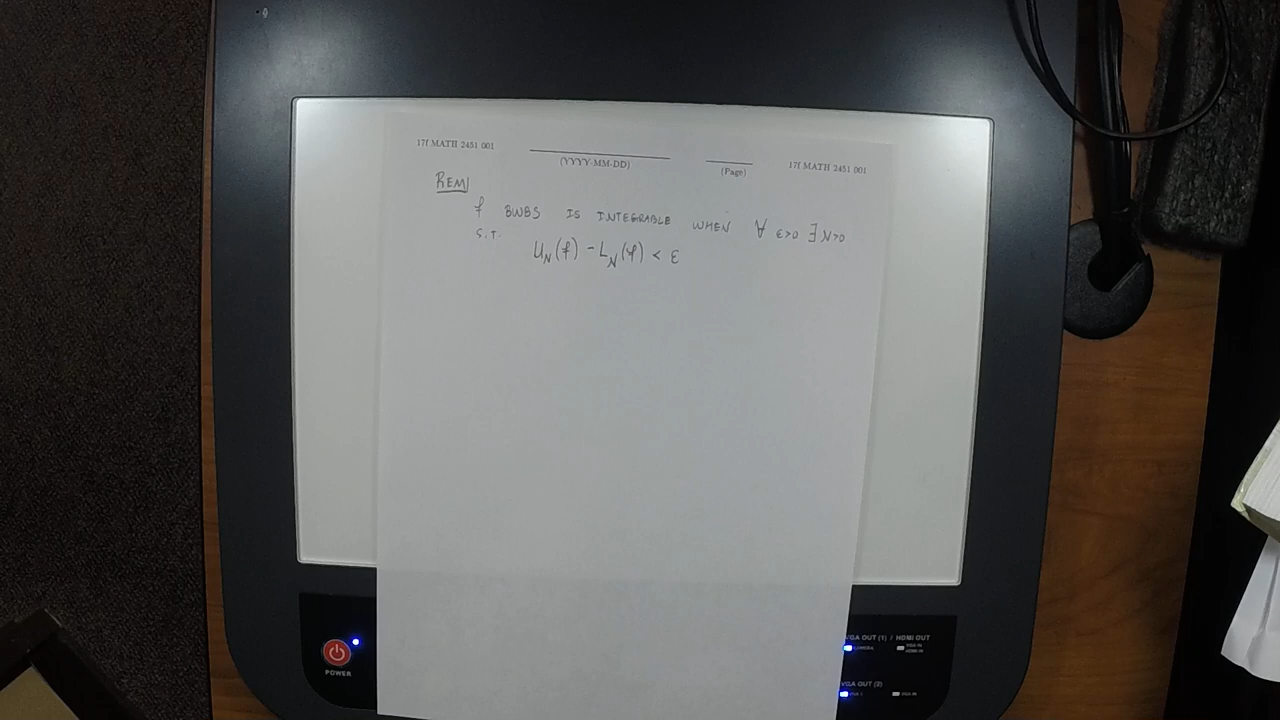 17f MATH 2451 001
(YYYY-MM-DD)
(Page)
17f MATH 2451 001
REM
f BWBS IS INTEGRABLE WHEN ∀ ε>0 ∃ N>0
S.T.
U_N(f) - L_N(f) < ε
POWER
VGA OUT (1) / HDMI OUT
CAMERA
VGA OUT (2)